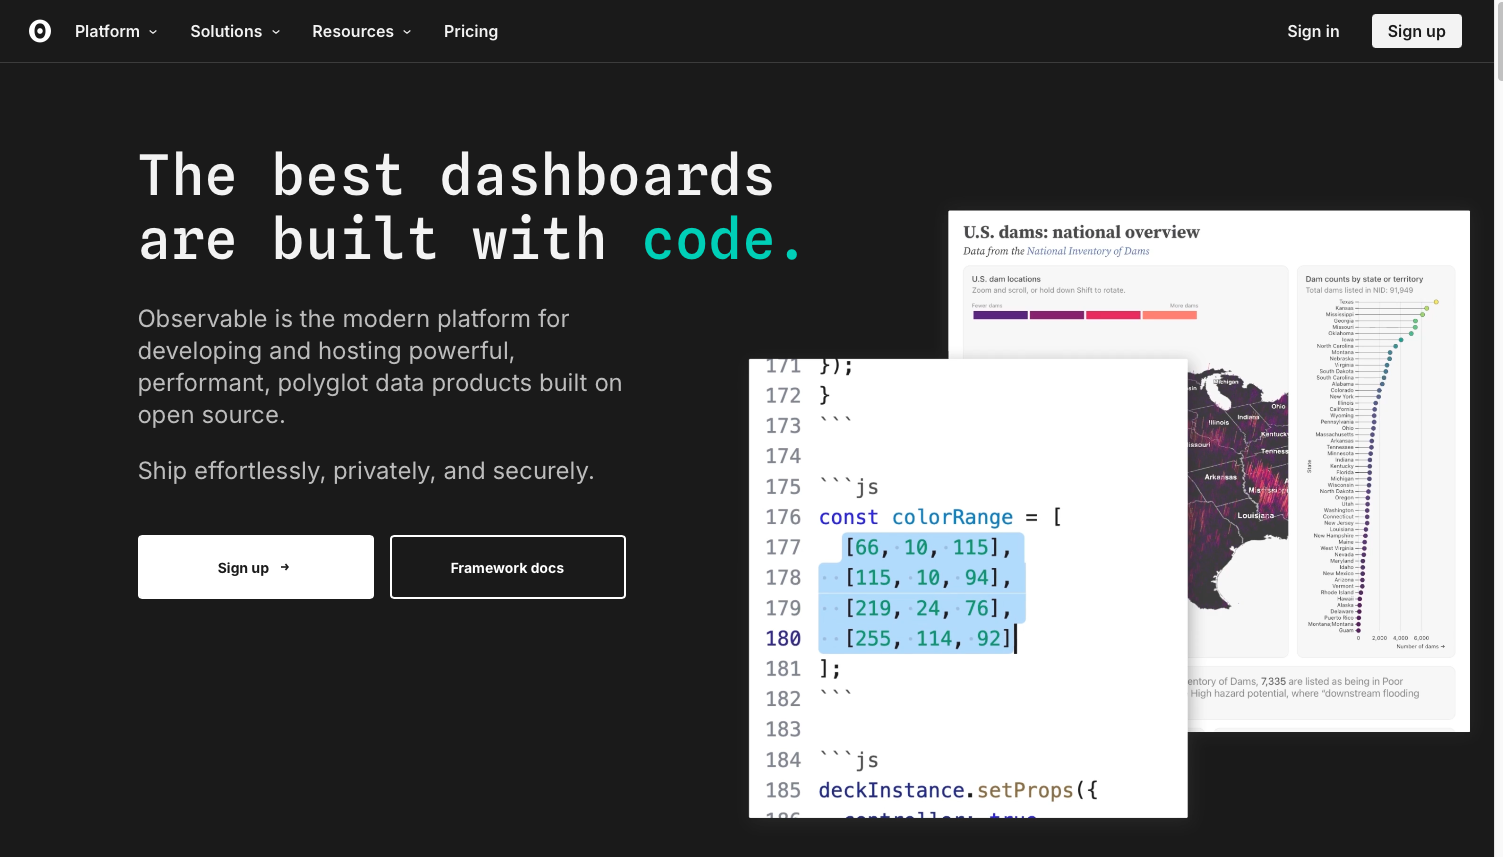 Platform
Solutions
Resources
Pricing
Sign in
Sign up
The best dashboards
are built with code.
Observable is the modern platform for
developing and hosting powerful,
performant, polyglot data products built on
open source.
Ship effortlessly, privately, and securely.
Sign up →
Framework docs
U.S. dams: national overview
Data from the National Inventory of Dams
U.S. dam locations
Zoom and scroll, or hold down Shift to rotate.
Fewer dams
More dams
Michigan
Ohio
Illinois
Indiana
Arkansas
Mississippi
Louisiana
Dam counts by state or territory
Total dams listed in NID: 91,949
State
Texas
Kansas
Mississippi
Georgia
Missouri
Oklahoma
Iowa
North Carolina
Montana
Nebraska
Virginia
South Dakota
South Carolina
Alabama
Colorado
New York
Illinois
California
Wyoming
Pennsylvania
Ohio
Massachusetts
Arkansas
Tennessee
Minnesota
Indiana
Kentucky
Florida
Michigan
Wisconsin
North Dakota
Oregon
Utah
Washington
Connecticut
New Jersey
Louisiana
New Hampshire
Maine
West Virginia
Nevada
Maryland
Idaho
New Mexico
Arizona
Vermont
Rhode Island
Hawaii
Alaska
Delaware
Puerto Rico
Montana;Montana
Guam
0 2,000 4,000 6,000
Number of dams →
entory of Dams, 7,335 are listed as being in Poor
High hazard potential, where “downstream flooding
171 });
172 }
173 ```
174
175 ```js
176 const colorRange = [
177 [66, 10, 115],
178 [115, 10, 94],
179 [219, 24, 76],
180 [255, 114, 92]
181 ];
182 ```
183
184 ```js
185 deckInstance.setProps({
186 controller: true